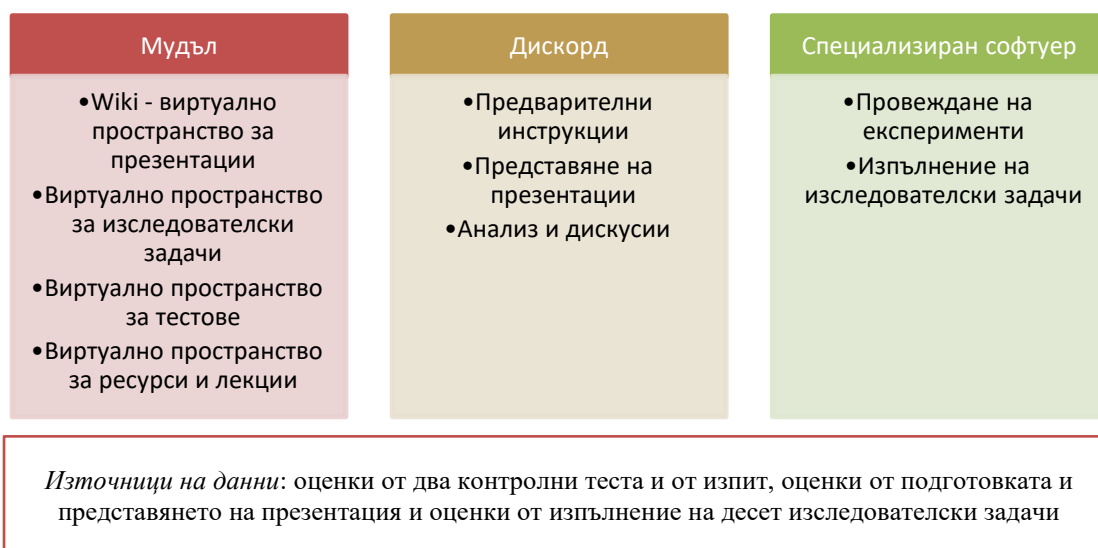 Мудъл
•Wiki - виртуално
пространство за
презентации
•Виртуално пространство
за изследователски
задачи
•Виртуално пространство
за тестове
•Виртуално пространство
за ресурси и лекции
Дискорд
•Предварителни
инструкции
•Представяне на
презентации
•Анализ и дискусии
Специализиран софтуер
•Провеждане на
експерименти
•Изпълнение на
изследователски задачи
Източници на данни: оценки от два контролни теста и от изпит, оценки от подготовката и
представянето на презентация и оценки от изпълнение на десет изследователски задачи